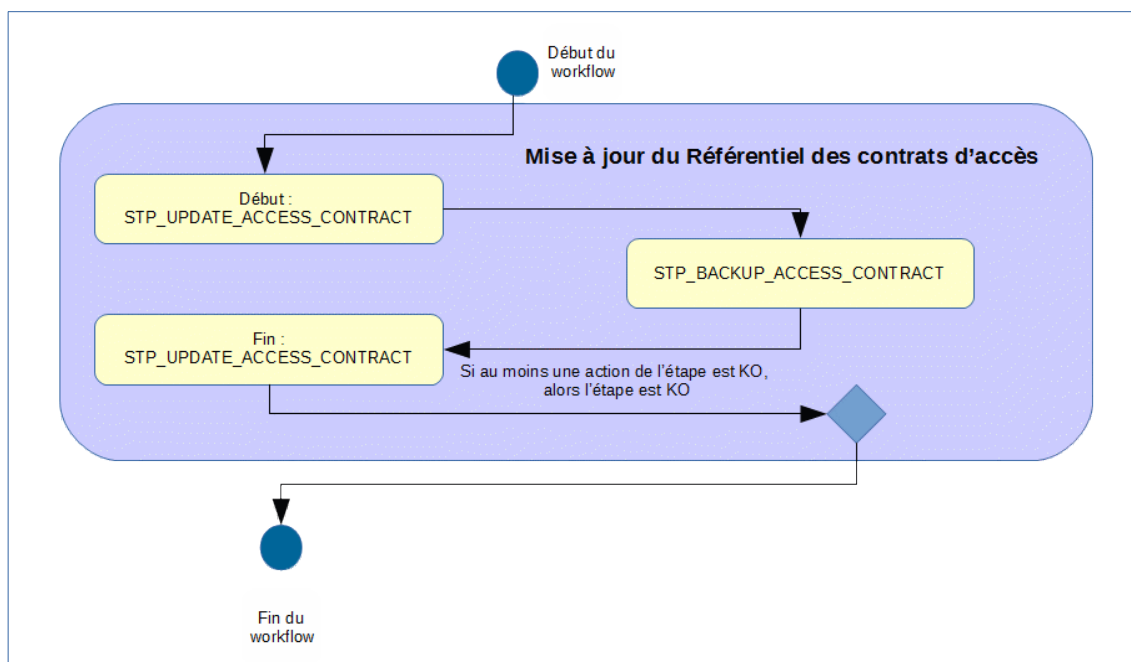 Début du
workflow
Mise à jour du Référentiel des contrats d'accès
Début :
STP_UPDATE_ACCESS_CONTRACT
STP_BACKUP_ACCESS_CONTRACT
Fin :
STP_UPDATE_ACCESS_CONTRACT
Si au moins une action de l'étape est KO,
alors l'étape est KO
Fin du
workflow